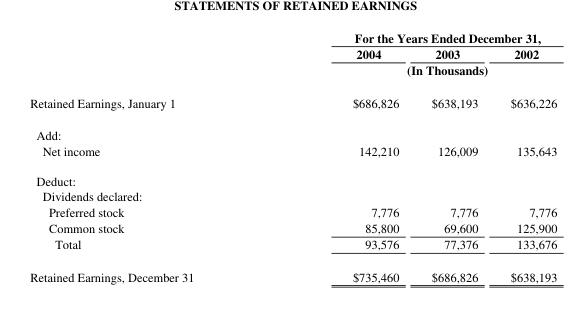 STATEMENTS OF RETAINED EARNINGS
For the Years Ended December 31,
2004 2003 2002
(In Thousands)
Retained Earnings, January 1 $686,826 $638,193 $636,226
Add:
Net income 142,210 126,009 135,643
Deduct:
Dividends declared:
Preferred stock 7,776 7,776 7,776
Common stock 85,800 69,600 125,900
Total 93,576 77,376 133,676
Retained Earnings, December 31 $735,460 $686,826 $638,193